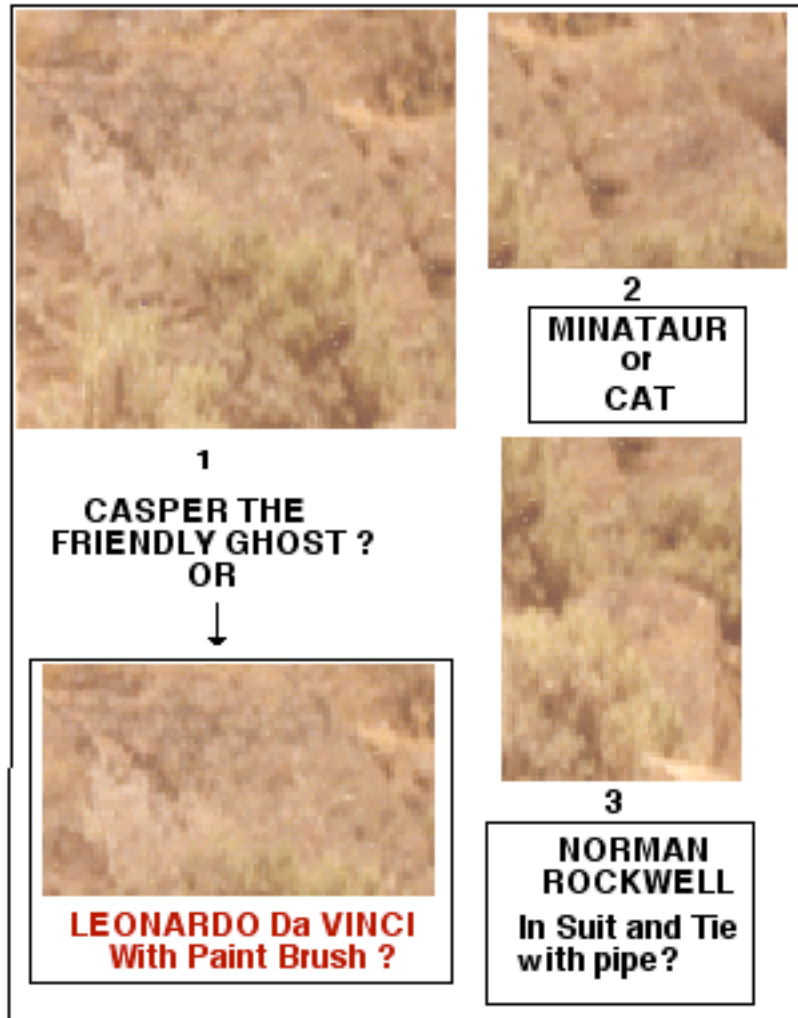 1
CASPER THE
FRIENDLY GHOST ?
OR
LEONARDO Da VINCI
With Paint Brush ?
2
MINATAUR
or
CAT
3
NORMAN
ROCKWELL
In Suit and Tie
with pipe?